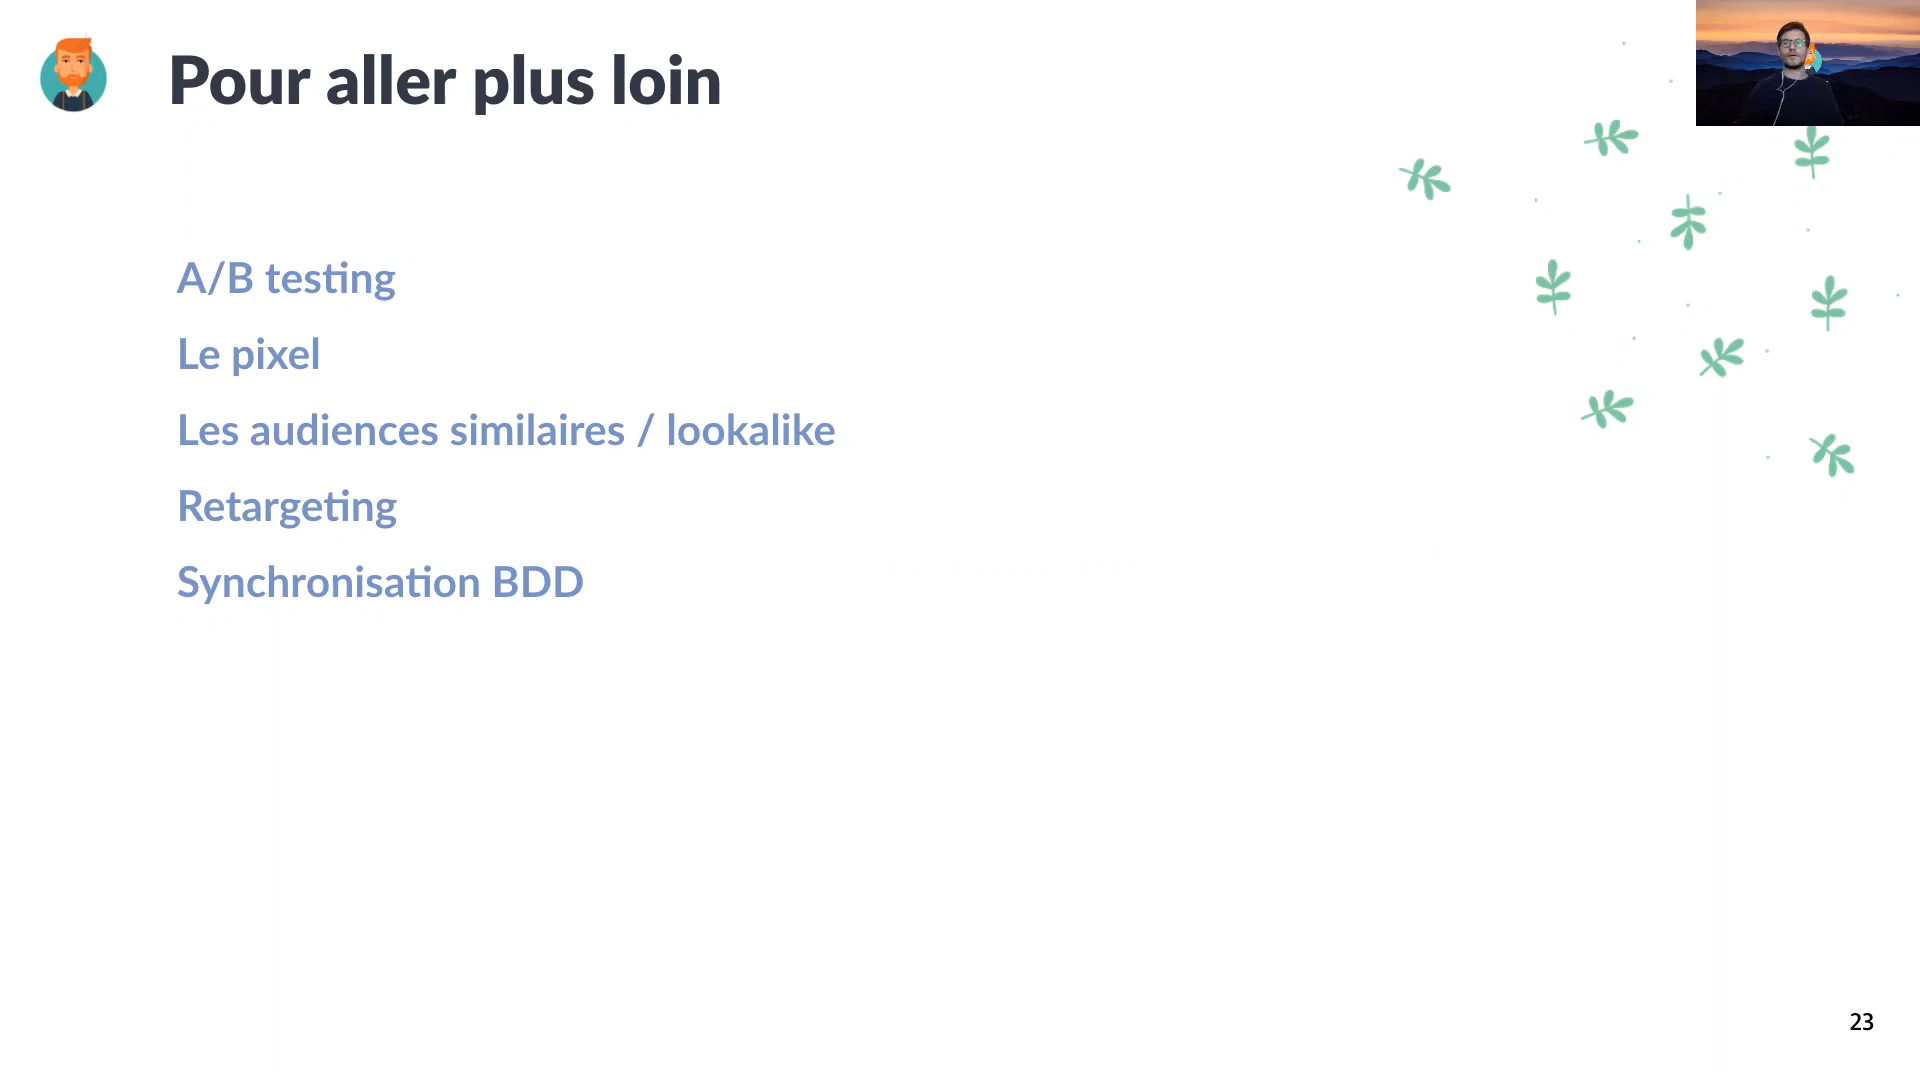 Pour aller plus loin
A/B testing
Le pixel
Les audiences similaires / lookalike
Retargeting
Synchronisation BDD
23